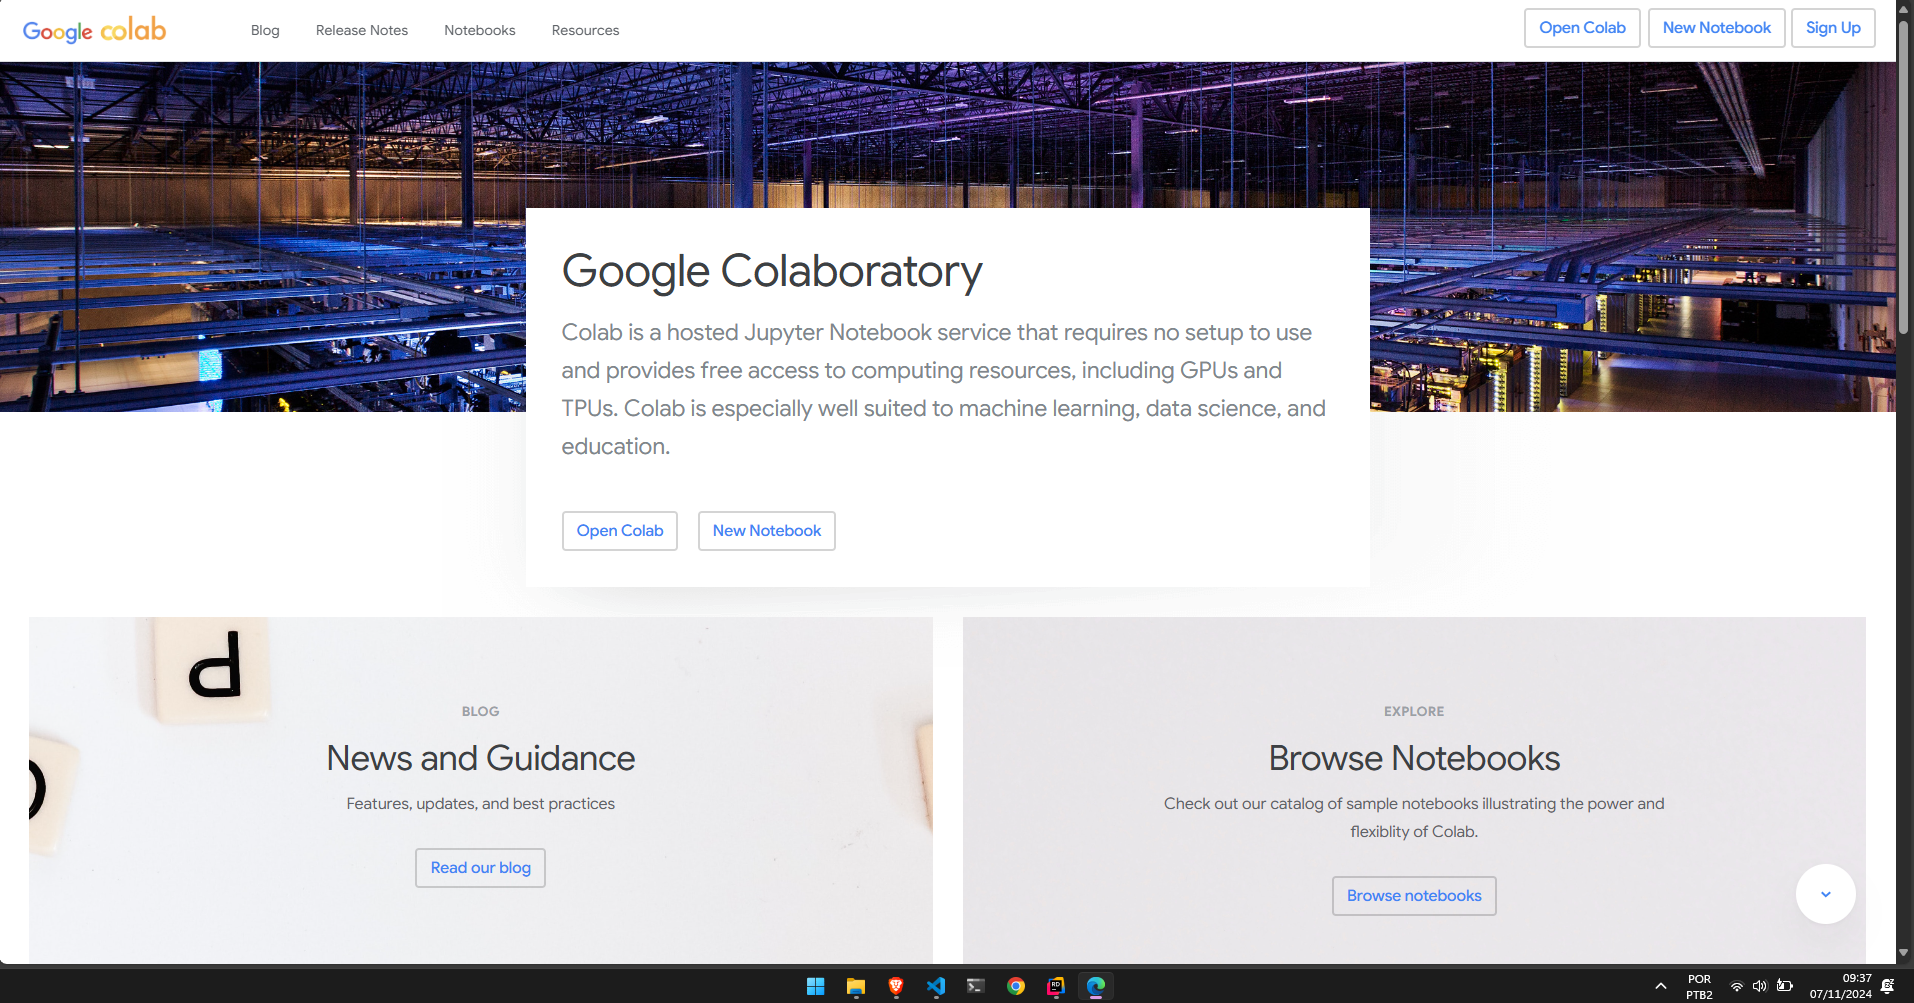 Google colab
Blog
Release Notes
Notebooks
Resources
Open Colab
New Notebook
Sign Up
Google Colaboratory
Colab is a hosted Jupyter Notebook service that requires no setup to use
and provides free access to computing resources, including GPUs and
TPUs. Colab is especially well suited to machine learning, data science, and
education.
Open Colab
New Notebook
d
BLOG
News and Guidance
Features, updates, and best practices
Read our blog
EXPLORE
Browse Notebooks
Check out our catalog of sample notebooks illustrating the power and
flexiblity of Colab.
Browse notebooks
RD
POR
PTB2
09:37
07/11/2024